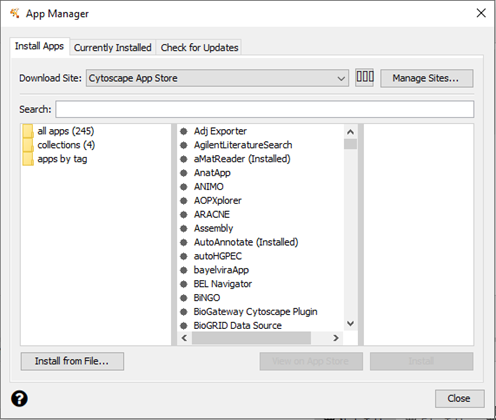 App Manager
Install Apps Currently Installed Check for Updates
Download Site: Cytoscape App Store Manage Sites...
Search:
all apps (245)
collections (4)
apps by tag
Adj Exporter
AgilentLiteratureSearch
aMatReader (Installed)
AnatApp
ANIMO
AOPXplorer
ARACNE
Assembly
AutoAnnotate (Installed)
autoHGPEC
bayelviraApp
BEL Navigator
BiNGO
BioGateway Cytoscape Plugin
BioGRID Data Source
Install from File... View on App Store Install
? Close